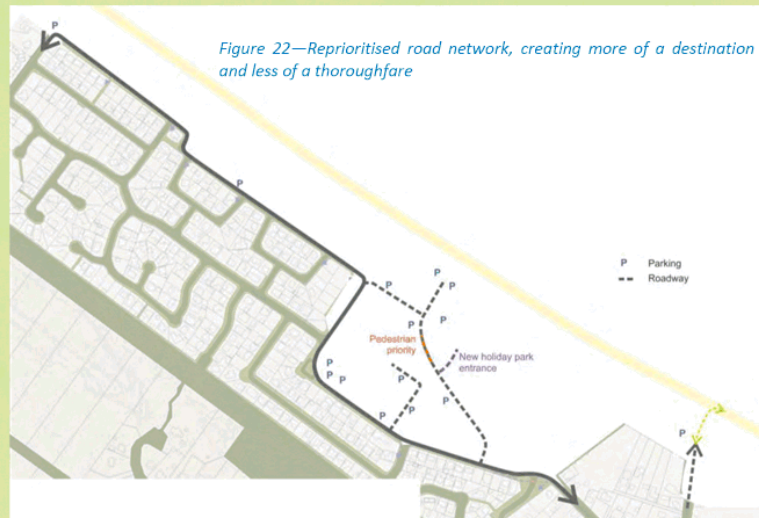 P
Figure 22—Reprioritised road network, creating more of a destination
and less of a thoroughfare
P
P Parking
Roadway
P
P
P
P
P
P
Pedestrian
priority
New holiday park
entrance
P
P
P
P
P
P
P
P